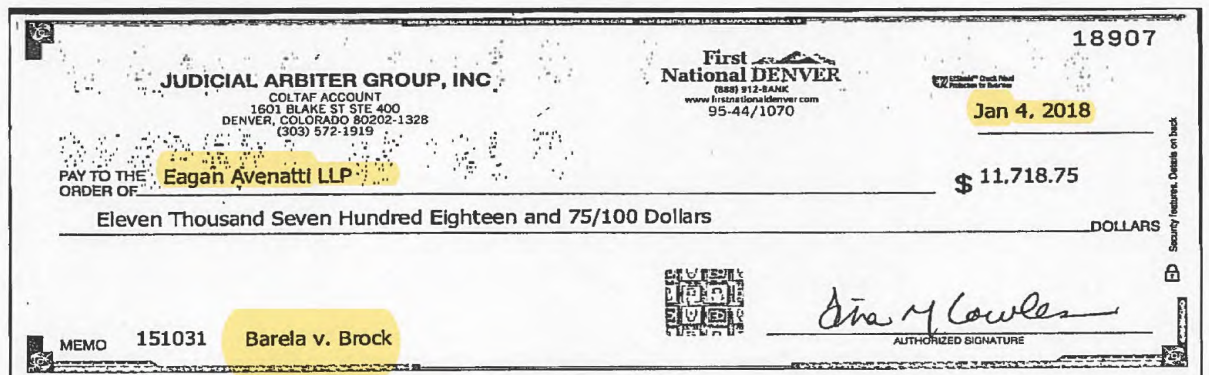 18907
JUDICIAL ARBITER GROUP, INC
COLTAF ACCOUNT
1601 BLAKE ST STE 400
DENVER, COLORADO 80202-1328
(303) 572-1919
First
National DENVER
(888) 912-BANK
www.firstnationaldenver.com
95-44/1070
Jan 4, 2018
PAY TO THE
ORDER OF Eagan Avenatti LLP
$ 11,718.75
Eleven Thousand Seven Hundred Eighteen and 75/100 Dollars
DOLLARS
Security features. Details on back
MEMO 151031 Barela v. Brock
AUTHORIZED SIGNATURE